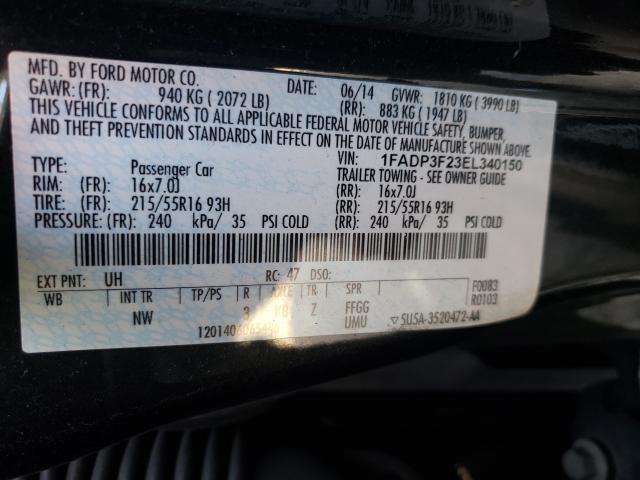 MFD. BY FORD MOTOR CO.
06/14 GVWR: 1810 KG ( 3990 LB)
GAWR: (FR): 940 KG ( 2072 LB) (RR): 883 KG ( 1947 LB)
THIS VEHICLE CONFORMS TO ALL APPLICABLE FEDERAL MOTOR VEHICLE SAFETY, BUMPER,
AND THEFT PREVENTION STANDARDS IN EFFECT ON THE DATE OF MANUFACTURE SHOWN ABOVE.
VIN: 1FADP3F23EL340150
TYPE: Passenger Car TRAILER TOWING - SEE OWNER GUIDE
RIM: (FR): 16x7.0J (RR): 16x7.0J
TIRE: (FR): 215/55R16 93H (RR): 215/55R16 93H
PRESSURE: (FR): 240 kPa/ 35 PSI COLD (RR): 240 kPa/ 35 PSI COLD
EXT PNT: UH RC: 47 DSO: F0083
WB INT TR TP/PS R AXLE TR SPR R0103
NW 3 Z FFGG
UMU ▽ 5U5A-3520472-AA